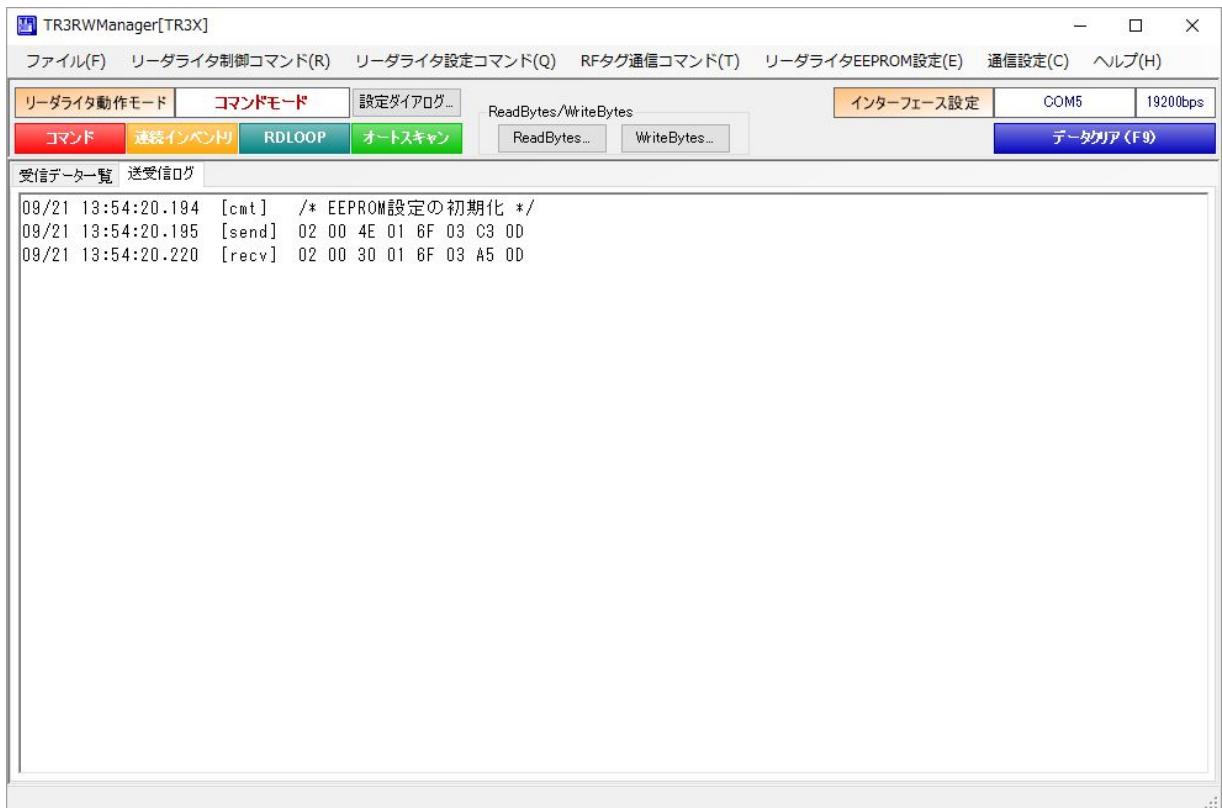 TR3RWManager[TR3X]
ファイル(F) リーダライタ制御コマンド(R) リーダライタ設定コマンド(Q) RFタグ通信コマンド(T) リーダライタEEPROM設定(E) 通信設定(C) ヘルプ(H)
リーダライタ動作モード コマンドモード 設定ダイアログ... ReadBytes/WriteBytes インターフェース設定 COM5 19200bps
コマンド 連続インベントリ RDLOOP オートスキャン ReadBytes... WriteBytes... データクリア(F9)
受信データ一覧 送受信ログ
09/21 13:54:20.194 [cmt] /* EEPROM設定の初期化 */
09/21 13:54:20.195 [send] 02 00 4E 01 6F 03 C3 0D
09/21 13:54:20.220 [recv] 02 00 30 01 6F 03 A5 0D